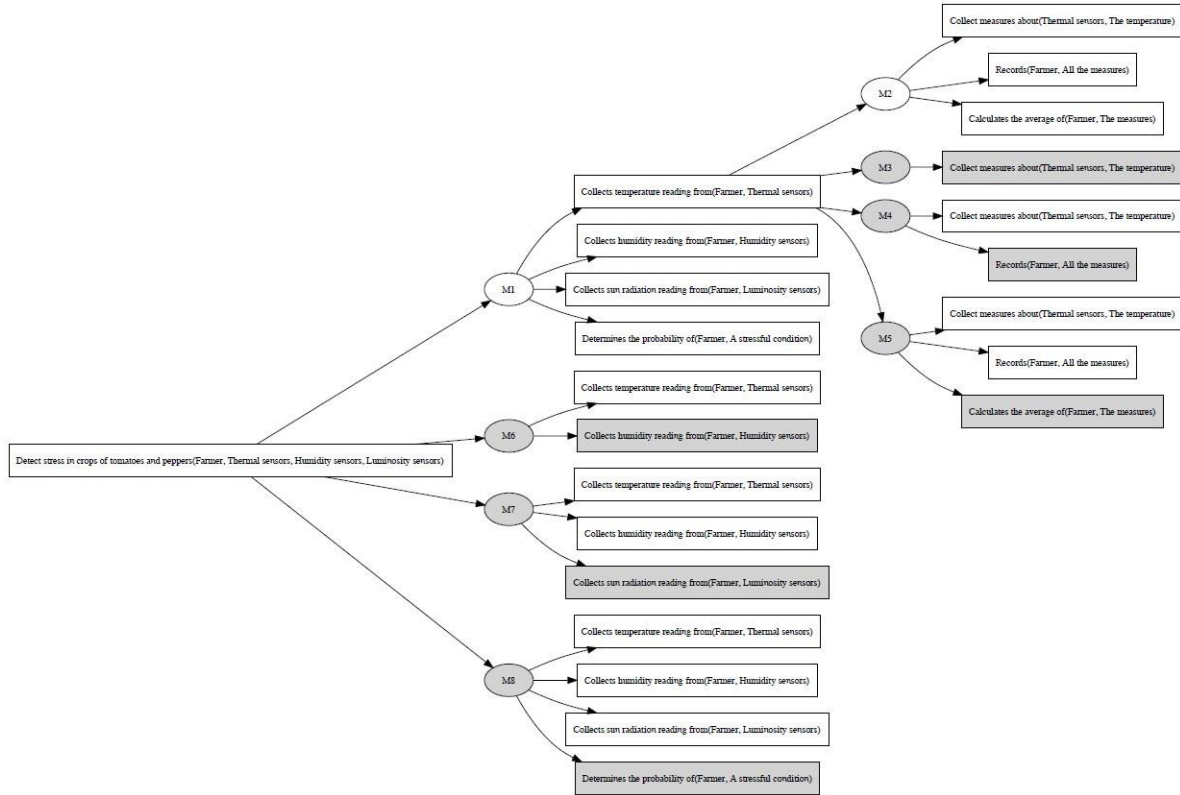 Collect measures about(Thermal sensors, The temperature)
Records(Farmer, All the measures)
M2
Calculates the average of(Farmer, The measures)
M3
Collect measures about(Thermal sensors, The temperature)
Collects temperature reading from(Farmer, Thermal sensors)
M4
Collect measures about(Thermal sensors, The temperature)
Collects humidity reading from(Farmer, Humidity sensors)
Records(Farmer, All the measures)
M1
Collects sun radiation reading from(Farmer, Luminosity sensors)
Collect measures about(Thermal sensors, The temperature)
Determines the probability of(Farmer, A stressful condition)
M5
Records(Farmer, All the measures)
Collects temperature reading from(Farmer, Thermal sensors)
Calculates the average of(Farmer, The measures)
M6
Collects humidity reading from(Farmer, Humidity sensors)
Detect stress in crops of tomatoes and peppers(Farmer, Thermal sensors, Humidity sensors, Luminosity sensors)
Collects temperature reading from(Farmer, Thermal sensors)
M7
Collects humidity reading from(Farmer, Humidity sensors)
Collects sun radiation reading from(Farmer, Luminosity sensors)
Collects temperature reading from(Farmer, Thermal sensors)
M8
Collects humidity reading from(Farmer, Humidity sensors)
Collects sun radiation reading from(Farmer, Luminosity sensors)
Determines the probability of(Farmer, A stressful condition)